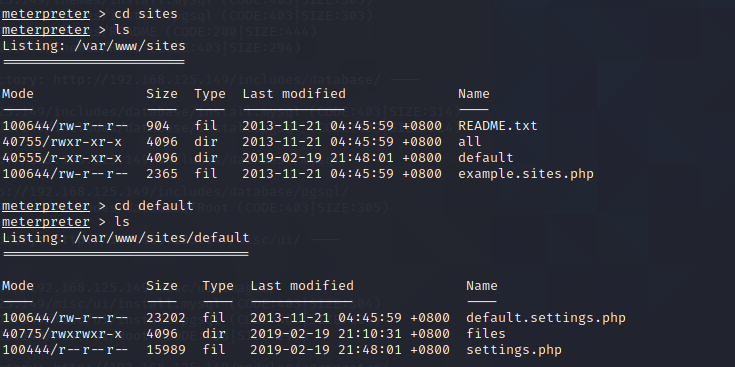 meterpreter > cd sites
meterpreter > ls
Listing: /var/www/sites
=======================
Mode Size Type Last modified Name
---- ---- ---- ------------- ----
100644/rw-r--r-- 904 fil 2013-11-21 04:45:59 +0800 README.txt
40755/rwxr-xr-x 4096 dir 2013-11-21 04:45:59 +0800 all
40555/r-xr-xr-x 4096 dir 2019-02-19 21:48:01 +0800 default
100644/rw-r--r-- 2365 fil 2013-11-21 04:45:59 +0800 example.sites.php
meterpreter > cd default
meterpreter > ls
Listing: /var/www/sites/default
===============================
Mode Size Type Last modified Name
---- ---- ---- ------------- ----
100644/rw-r--r-- 23202 fil 2013-11-21 04:45:59 +0800 default.settings.php
40775/rwxrwxr-x 4096 dir 2019-02-19 21:10:31 +0800 files
100444/r--r--r-- 15989 fil 2019-02-19 21:48:01 +0800 settings.php